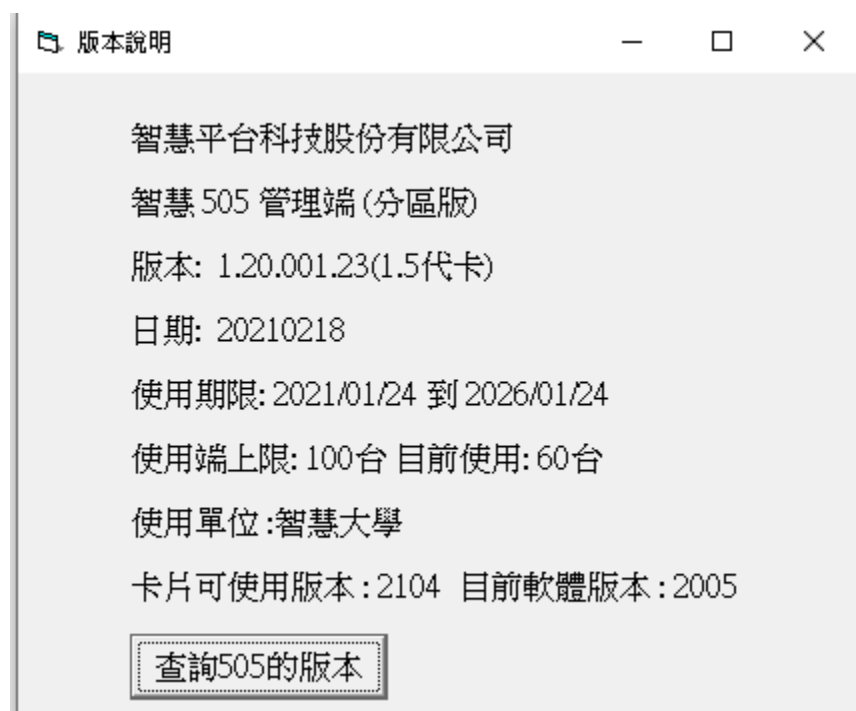 版本說明
智慧平台科技股份有限公司
智慧 505 管理端 (分區版)
版本: 1.20.001.23(1.5代卡)
日期: 20210218
使用期限: 2021/01/24 到 2026/01/24
使用端上限: 100台 目前使用: 60台
使用單位 :智慧大學
卡片可使用版本 : 2104 目前軟體版本 : 2005
查詢505的版本